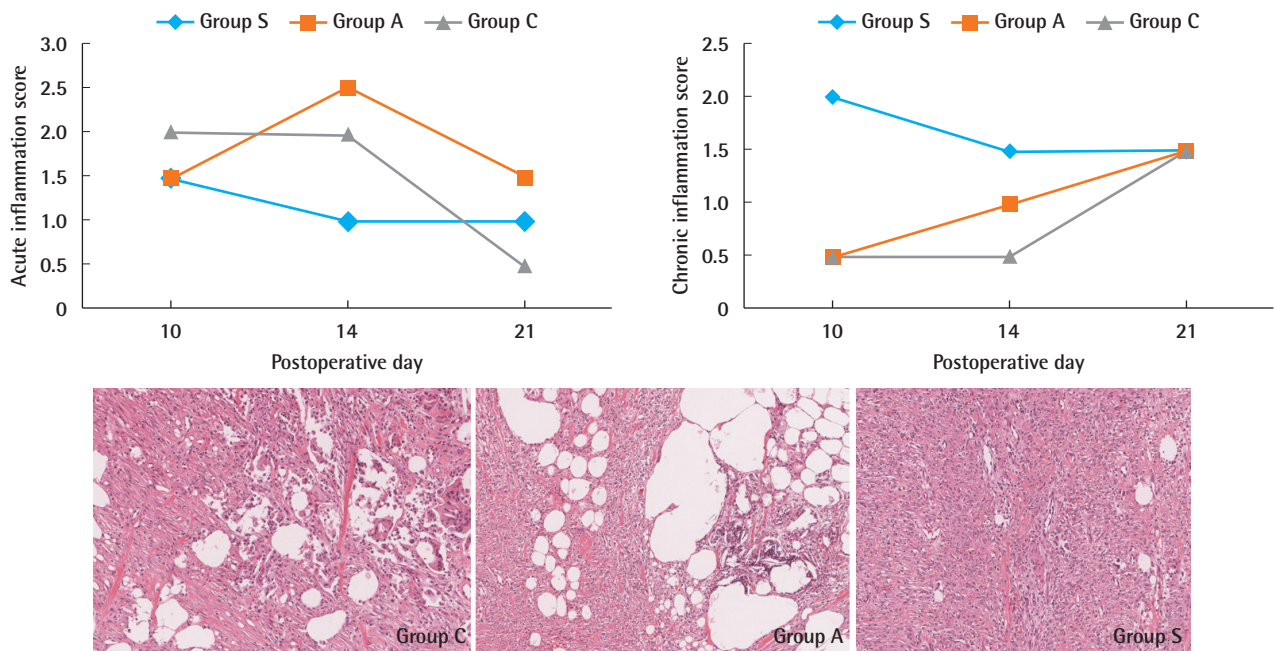 Group S Group A Group C
Acute inflammation score
3.0
2.5
2.0
1.5
1.0
0.5
0
10 14 21
Postoperative day
Group S Group A Group C
Chronic inflammation score
2.5
2.0
1.5
1.0
0.5
0
10 14 21
Postoperative day
Group C
Group A
Group S